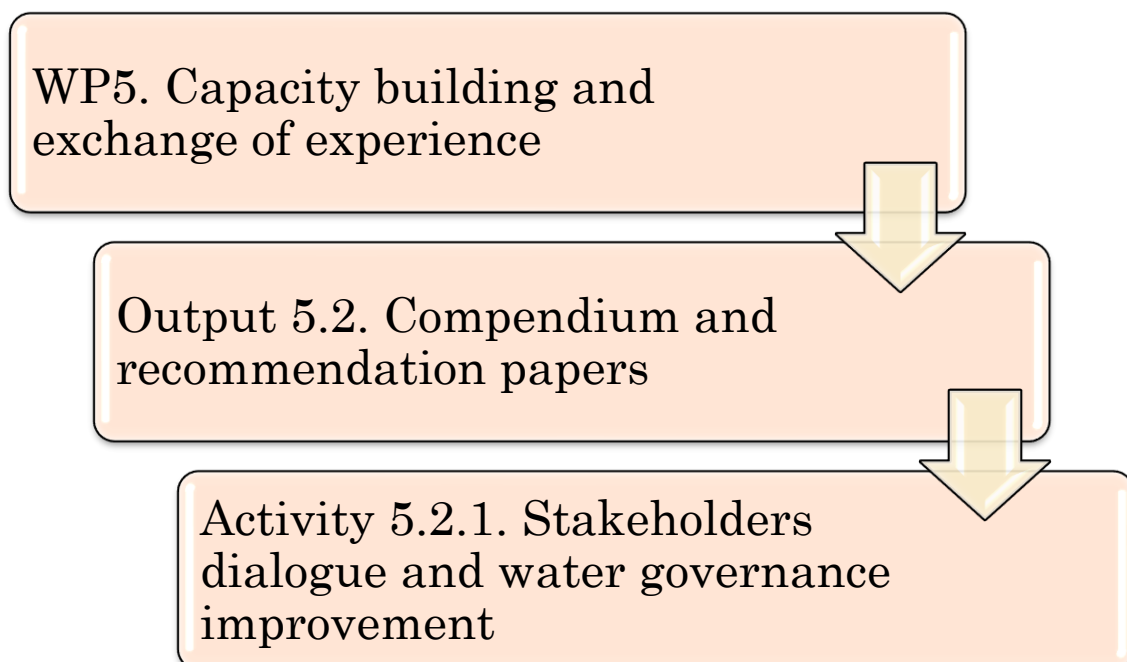 WP5. Capacity building and
exchange of experience
Output 5.2. Compendium and
recommendation papers
Activity 5.2.1. Stakeholders
dialogue and water governance
improvement